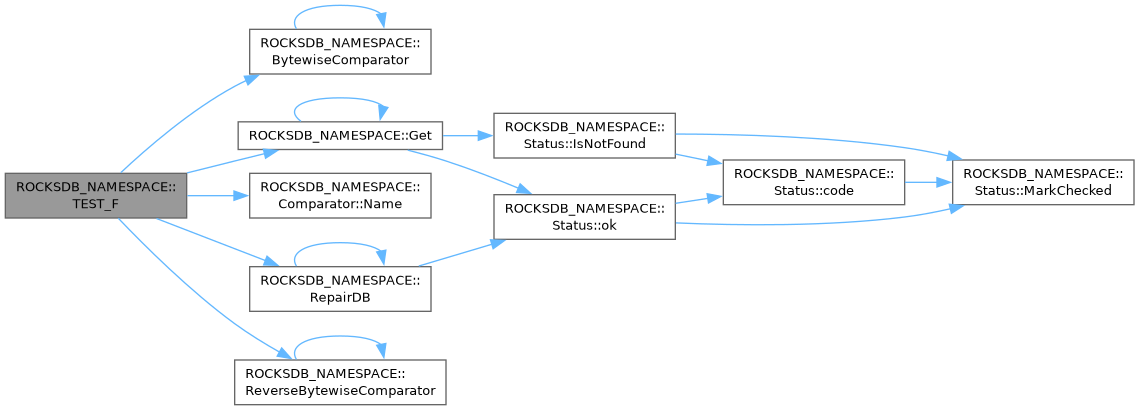 ROCKSDB_NAMESPACE::
BytewiseComparator
ROCKSDB_NAMESPACE::Get
ROCKSDB_NAMESPACE::
Status::IsNotFound
ROCKSDB_NAMESPACE::
Status::code
ROCKSDB_NAMESPACE::
Status::MarkChecked
ROCKSDB_NAMESPACE::
TEST_F
ROCKSDB_NAMESPACE::
Comparator::Name
ROCKSDB_NAMESPACE::
Status::ok
ROCKSDB_NAMESPACE::
RepairDB
ROCKSDB_NAMESPACE::
ReverseBytewiseComparator